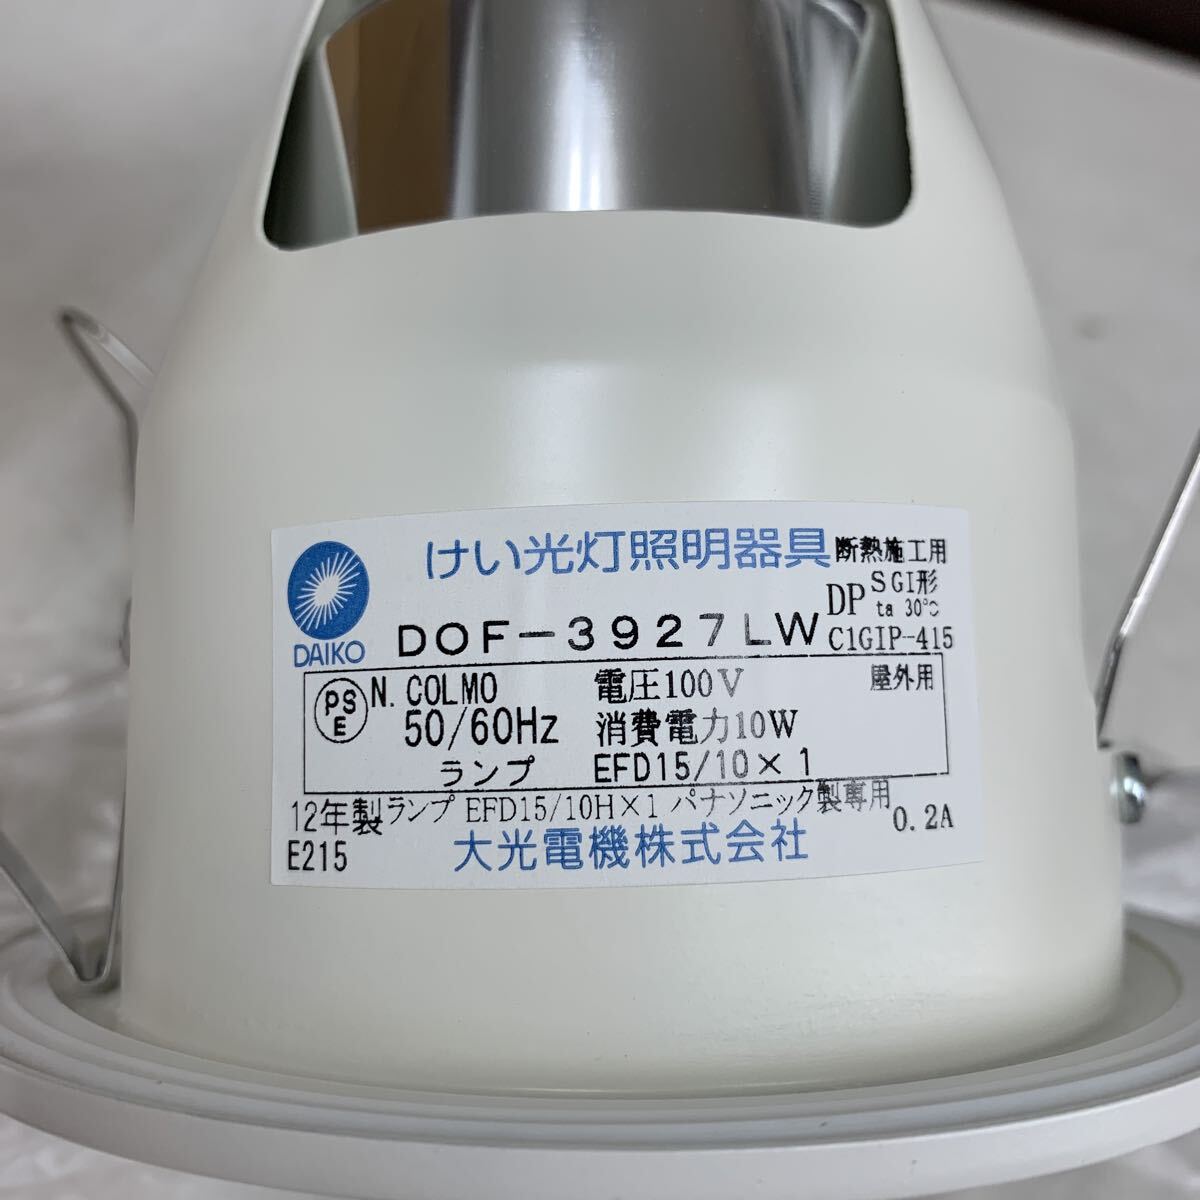 けい光灯照明器具
断熱施工用
DAIKO
DOF-3927LW
DP SGI形
ta 30℃
C1GIP-415
PS
E
N. COLMO
電圧100V
屋外用
50/60Hz
消費電力10W
ランプ EFD15/10×1
12年製 ランプ EFD15/10H×1 パナソニック製専用
0.2A
E215
大光電機株式会社